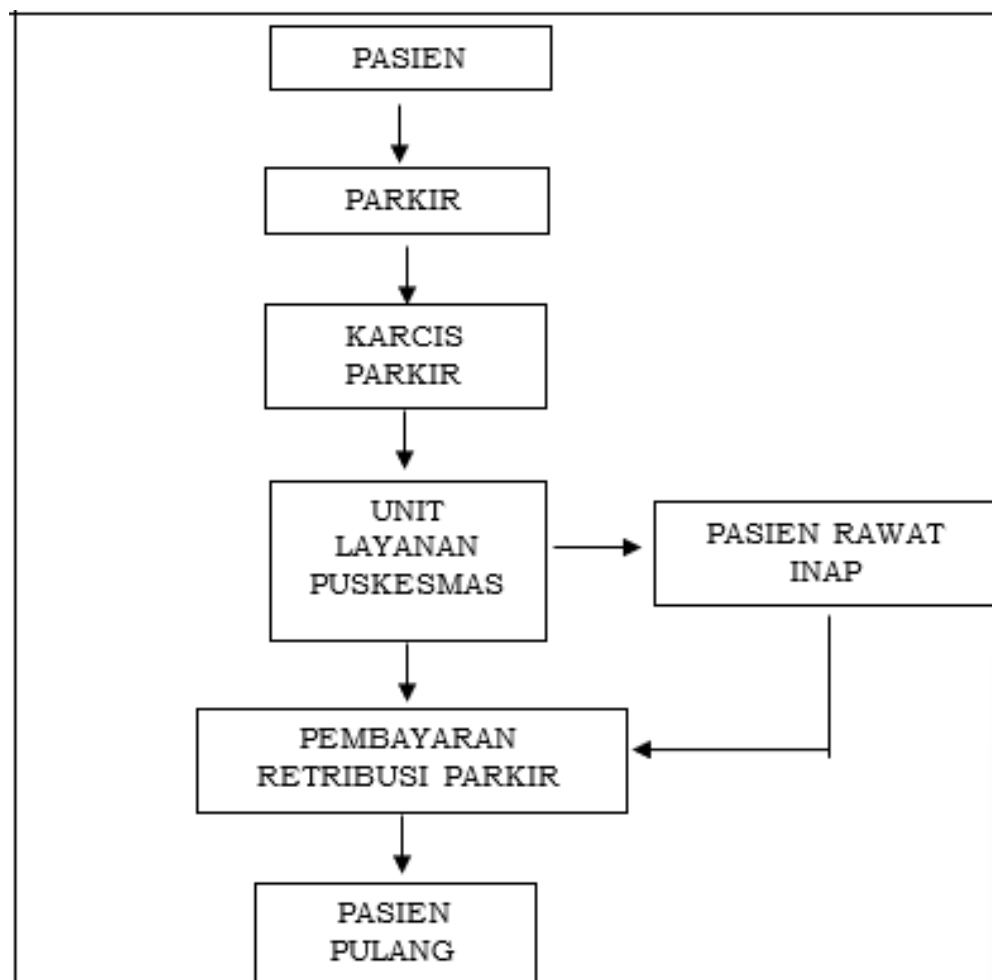 PASIEN
PARKIR
KARCIS
PARKIR
UNIT
LAYANAN
PUSKESMAS
PASIEN RAWAT
INAP
PEMBAYARAN
RETRIBUSI PARKIR
PASIEN
PULANG